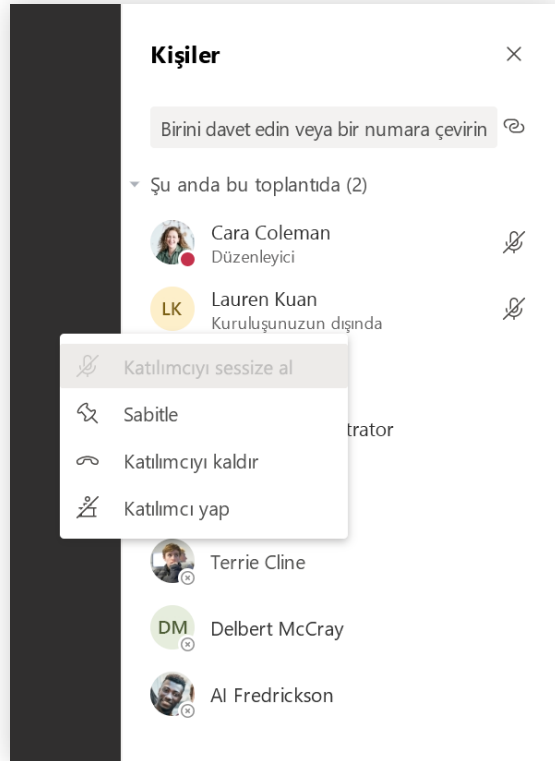 Kişiler
Birini davet edin veya bir numara çevirin
Şu anda bu toplantıda (2)
Cara Coleman
Düzenleyici
LK
Lauren Kuan
Kuruluşunuzun dışında
Katılımcıyı sessize al
Sabitle
trator
Katılımcıyı kaldır
Katılımcı yap
Terrie Cline
DM
Delbert McCray
Al Fredrickson